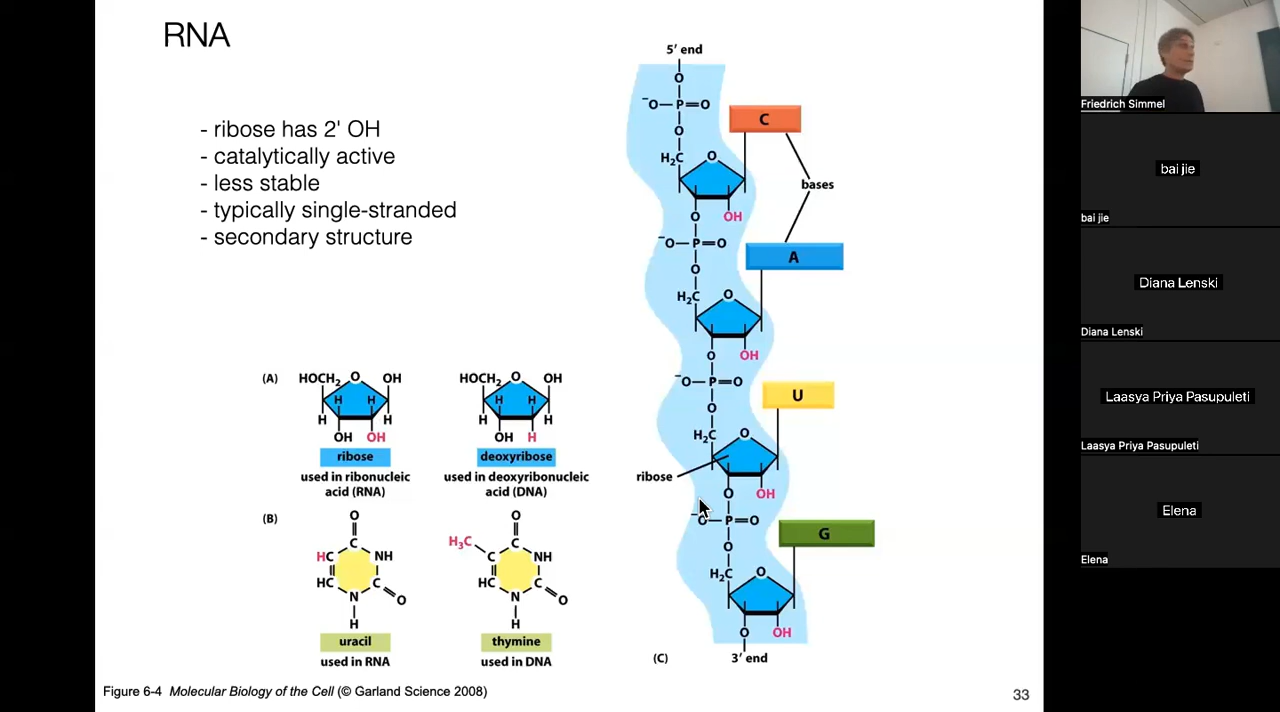 RNA
- ribose has 2' OH
- catalytically active
- less stable
- typically single-stranded
- secondary structure
(A)
HOCH2 O OH
H H
H H
OH OH
ribose
used in ribonucleic
acid (RNA)
HOCH2 O OH
H H
H H
OH H
deoxyribose
used in deoxyribonucleic
acid (DNA)
(B)
O
C
HC NH
HC C
N O
H
uracil
used in RNA
O
H3C C
C NH
HC C
N O
H
thymine
used in DNA
5' end
O
−O—P=O
O
H2C O
C
bases
O OH
−O—P=O
O
H2C O
A
O OH
−O—P=O
O
H2C O
U
ribose
O OH
−O—P=O
O
H2C O
G
O OH
(C)
3' end
Figure 6-4 Molecular Biology of the Cell (© Garland Science 2008)
33
Friedrich Simmel
bai jie
bai jie
Diana Lenski
Diana Lenski
Laasya Priya Pasupuleti
Laasya Priya Pasupuleti
Elena
Elena